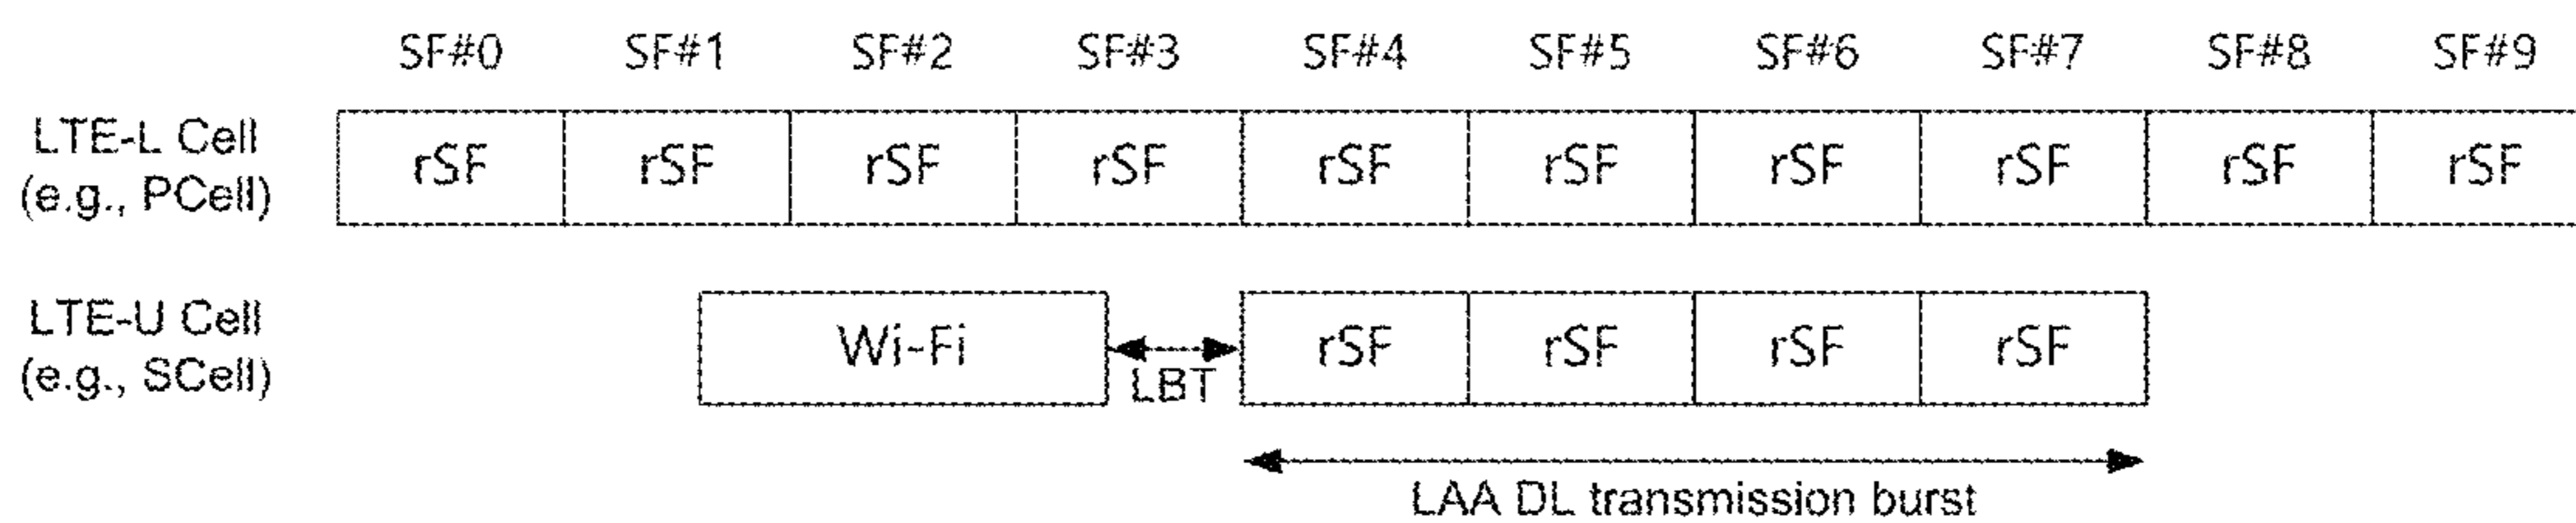 SF#0 SF#1 SF#2 SF#3 SF#4 SF#5 SF#6 SF#7 SF#8 SF#9
LTE-L Cell
(e.g., PCell)
rSF rSF rSF rSF rSF rSF rSF rSF rSF rSF
LTE-U Cell
(e.g., SCell)
Wi-Fi
LBT
rSF rSF rSF rSF
LAA DL transmission burst